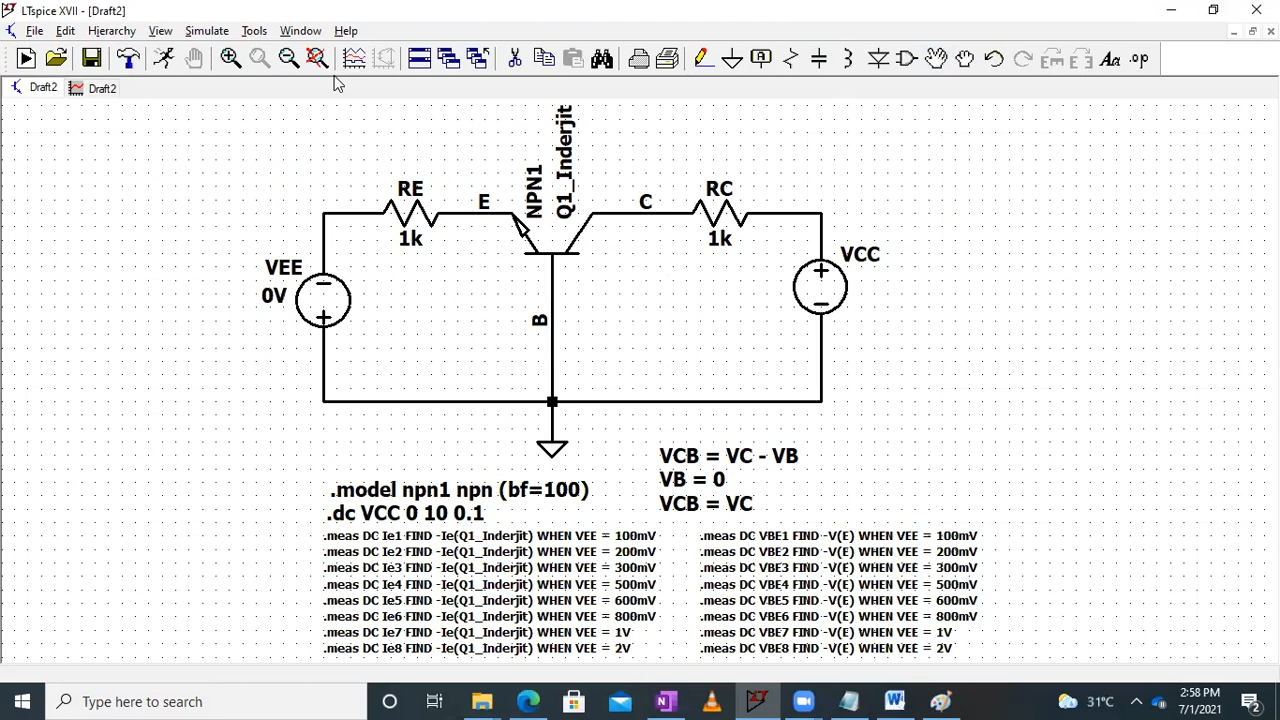 LTspice XVII - [Draft2]
File Edit Hierarchy View Simulate Tools Window Help
Aa .op
Draft2 Draft2
RE
1k
E
NPN1
Q1_Inderjit
C
RC
1k
VEE
0V
VCC
B
VCB = VC - VB
VB = 0
VCB = VC
.model npn1 npn (bf=100)
.dc VCC 0 10 0.1
.meas DC Ie1 FIND -Ie(Q1_Inderjit) WHEN VEE = 100mV
.meas DC Ie2 FIND -Ie(Q1_Inderjit) WHEN VEE = 200mV
.meas DC Ie3 FIND -Ie(Q1_Inderjit) WHEN VEE = 300mV
.meas DC Ie4 FIND -Ie(Q1_Inderjit) WHEN VEE = 500mV
.meas DC Ie5 FIND -Ie(Q1_Inderjit) WHEN VEE = 600mV
.meas DC Ie6 FIND -Ie(Q1_Inderjit) WHEN VEE = 800mV
.meas DC Ie7 FIND -Ie(Q1_Inderjit) WHEN VEE = 1V
.meas DC Ie8 FIND -Ie(Q1_Inderjit) WHEN VEE = 2V
.meas DC VBE1 FIND -V(E) WHEN VEE = 100mV
.meas DC VBE2 FIND -V(E) WHEN VEE = 200mV
.meas DC VBE3 FIND -V(E) WHEN VEE = 300mV
.meas DC VBE4 FIND -V(E) WHEN VEE = 500mV
.meas DC VBE5 FIND -V(E) WHEN VEE = 600mV
.meas DC VBE6 FIND -V(E) WHEN VEE = 800mV
.meas DC VBE7 FIND -V(E) WHEN VEE = 1V
.meas DC VBE8 FIND -V(E) WHEN VEE = 2V
Type here to search
31°C
2:58 PM
7/1/2021
2